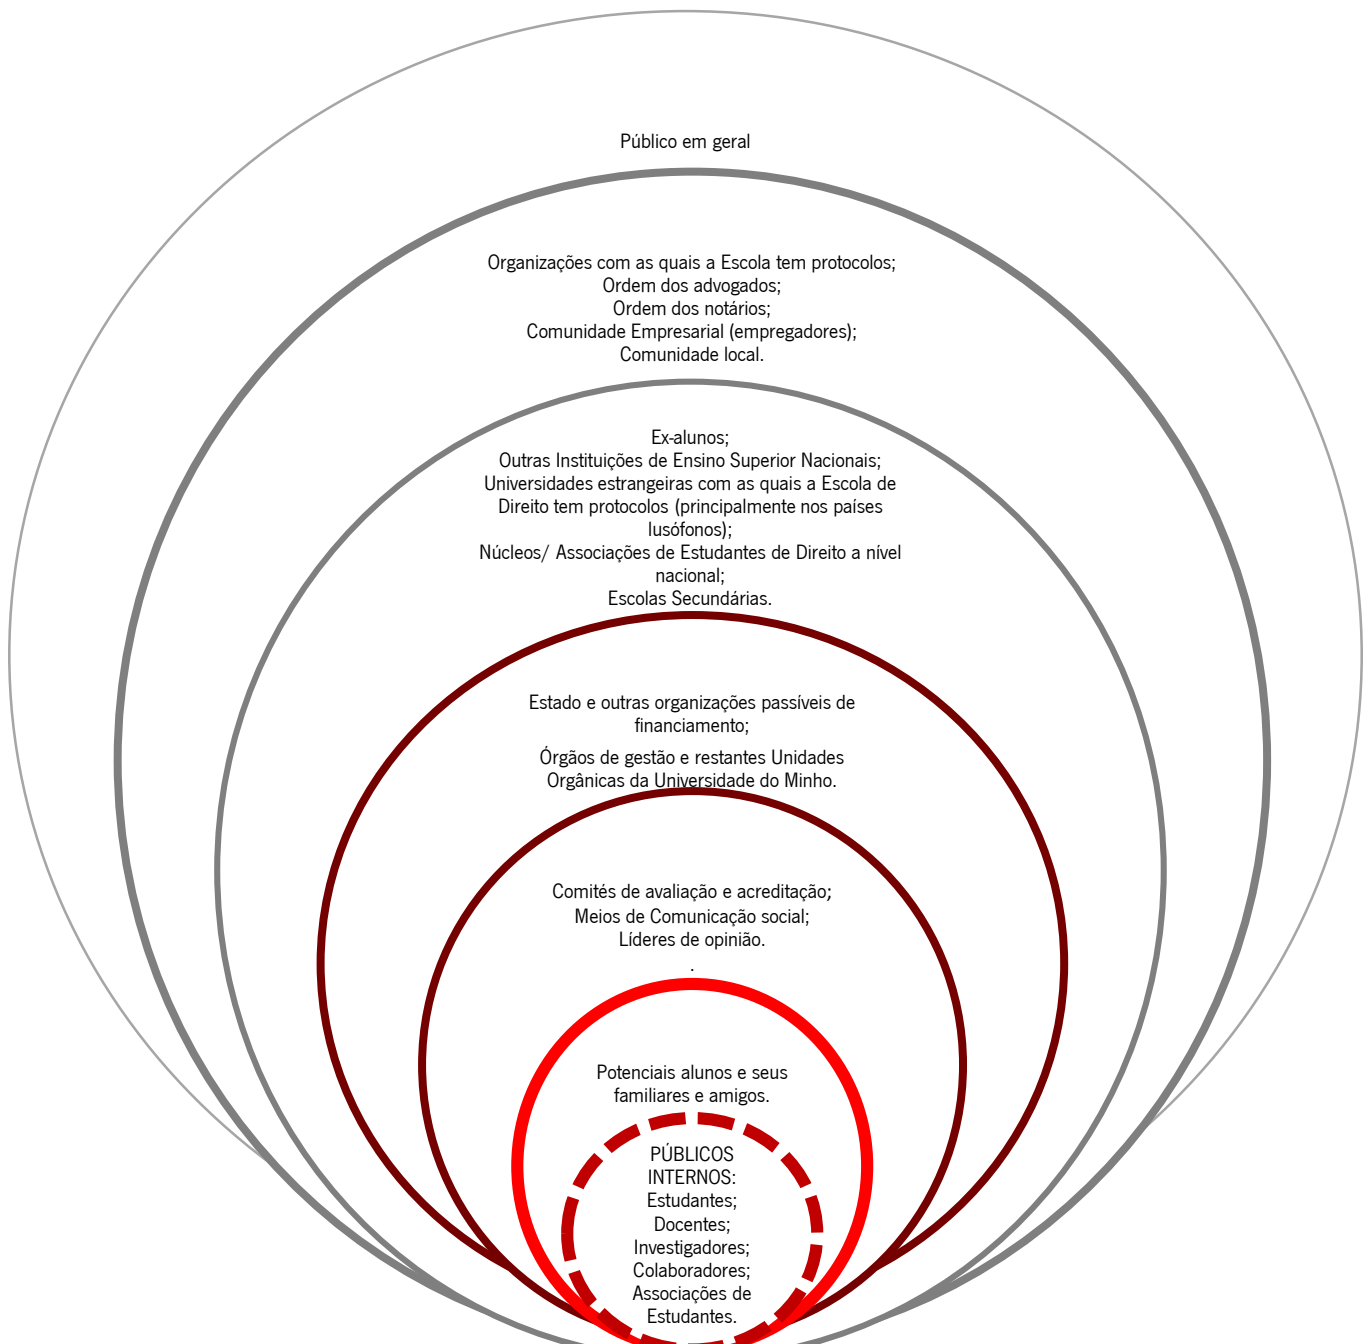 Público em geral
Organizações com as quais a Escola tem protocolos;
Ordem dos advogados;
Ordem dos notários;
Comunidade Empresarial (empregadores);
Comunidade local.
Ex-alunos;
Outras Instituições de Ensino Superior Nacionais;
Universidades estrangeiras com as quais a Escola de
Direito tem protocolos (principalmente nos países
lusófonos);
Núcleos/ Associações de Estudantes de Direito a nível
nacional;
Escolas Secundárias.
Estado e outras organizações passíveis de
financiamento;
Órgãos de gestão e restantes Unidades
Orgânicas da Universidade do Minho.
Comités de avaliação e acreditação;
Meios de Comunicação social;
Líderes de opinião.
.
Potenciais alunos e seus
familiares e amigos.
PÚBLICOS
INTERNOS:
Estudantes;
Docentes;
Investigadores;
Colaboradores;
Associações de
Estudantes.